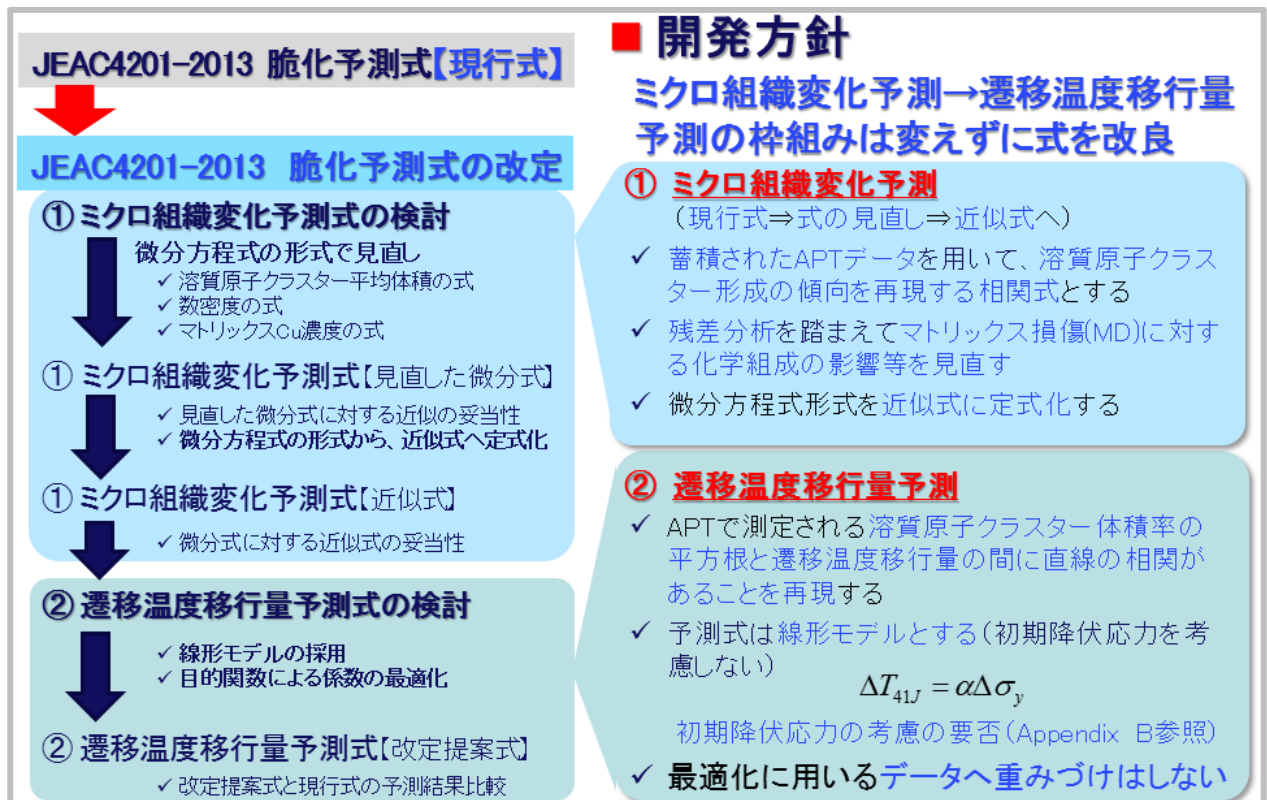 JEAC4201-2013 脆化予測式【現行式】
JEAC4201-2013 脆化予測式の改定
① ミクロ組織変化予測式の検討
微分方程式の形式で見直し
✓ 溶質原子クラスター平均体積の式
✓ 数密度の式
✓ マトリックスCu濃度の式
① ミクロ組織変化予測式【見直した微分式】
✓ 見直した微分式に対する近似の妥当性
✓ 微分方程式の形式から、近似式へ定式化
① ミクロ組織変化予測式【近似式】
✓ 微分式に対する近似式の妥当性
② 遷移温度移行量予測式の検討
✓ 線形モデルの採用
✓ 目的関数による係数の最適化
② 遷移温度移行量予測式【改定提案式】
✓ 改定提案式と現行式の予測結果比較
■ 開発方針
ミクロ組織変化予測→遷移温度移行量
予測の枠組みは変えずに式を改良
① ミクロ組織変化予測
（現行式⇒式の見直し⇒近似式へ）
✓ 蓄積されたAPTデータを用いて、溶質原子クラス
ター形成の傾向を再現する相関式とする
✓ 残差分析を踏まえてマトリックス損傷(MD)に対す
る化学組成の影響等を見直す
✓ 微分方程式形式を近似式に定式化する
② 遷移温度移行量予測
✓ APTで測定される溶質原子クラスター体積率の
平方根と遷移温度移行量の間に直線の相関が
あることを再現する
✓ 予測式は線形モデルとする（初期降伏応力を考
慮しない）
ΔT41J = αΔσy
初期降伏応力の考慮の要否（Appendix B参照）
✓ 最適化に用いるデータへ重みづけはしない